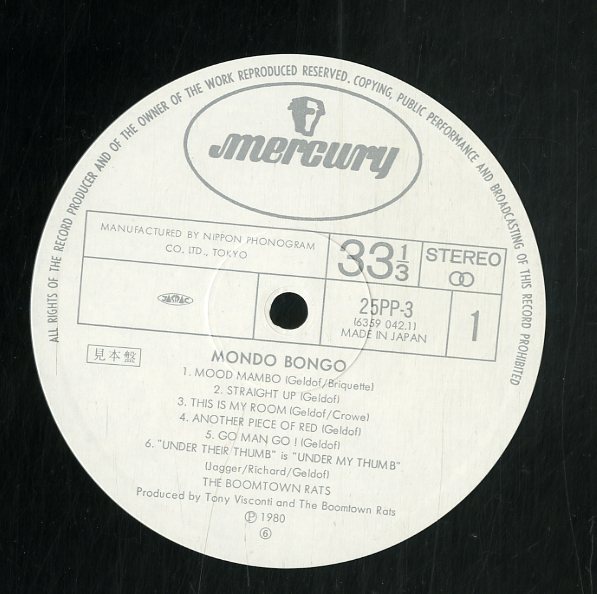 ALL RIGHTS OF THE RECORD PRODUCER AND OF THE OWNER OF THE WORK REPRODUCED RESERVED. COPYING, PUBLIC PERFORMANCE AND BROADCASTING OF THIS RECORD PROHIBITED
mercury
MANUFACTURED BY NIPPON PHONOGRAM
CO. LTD., TOKYO
33 1/3
STEREO
JASRAC
25PP-3
(6359 042.1)
MADE IN JAPAN
1
見本盤
MONDO BONGO
1. MOOD MAMBO (Geldof/Briquette)
2. STRAIGHT UP (Geldof)
3. THIS IS MY ROOM (Geldof/Crowe)
4. ANOTHER PIECE OF RED (Geldof)
5. GO MAN GO ! (Geldof)
6. "UNDER THEIR THUMB" is "UNDER MY THUMB"
(Jagger/Richard/Geldof)
THE BOOMTOWN RATS
Produced by Tony Visconti and The Boomtown Rats
Ⓟ 1980
⑥